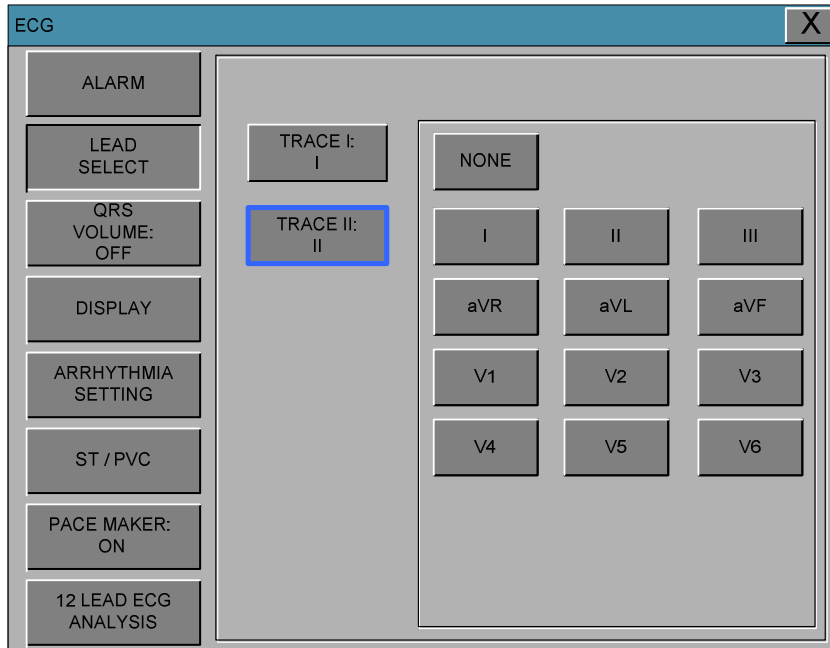 ECG
X
ALARM
LEAD
SELECT
QRS
VOLUME:
OFF
DISPLAY
ARRHYTHMIA
SETTING
ST / PVC
PACE MAKER:
ON
12 LEAD ECG
ANALYSIS
TRACE I:
I
TRACE II:
II
NONE
I II III
aVR aVL aVF
V1 V2 V3
V4 V5 V6